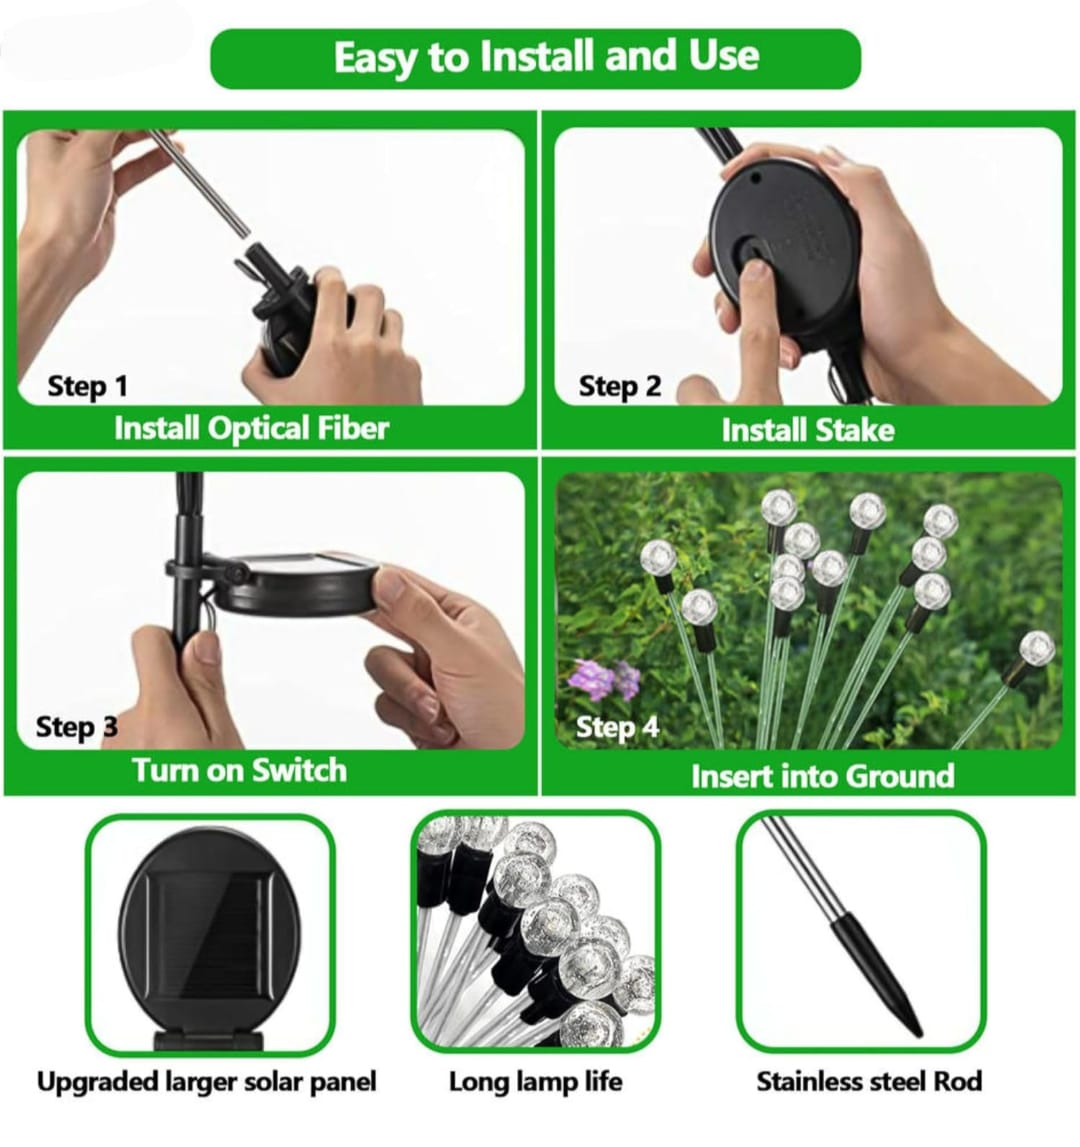 Easy to Install and Use
Step 1
Install Optical Fiber
Step 2
Install Stake
Step 3
Turn on Switch
Step 4
Insert into Ground
Upgraded larger solar panel
Long lamp life
Stainless steel Rod